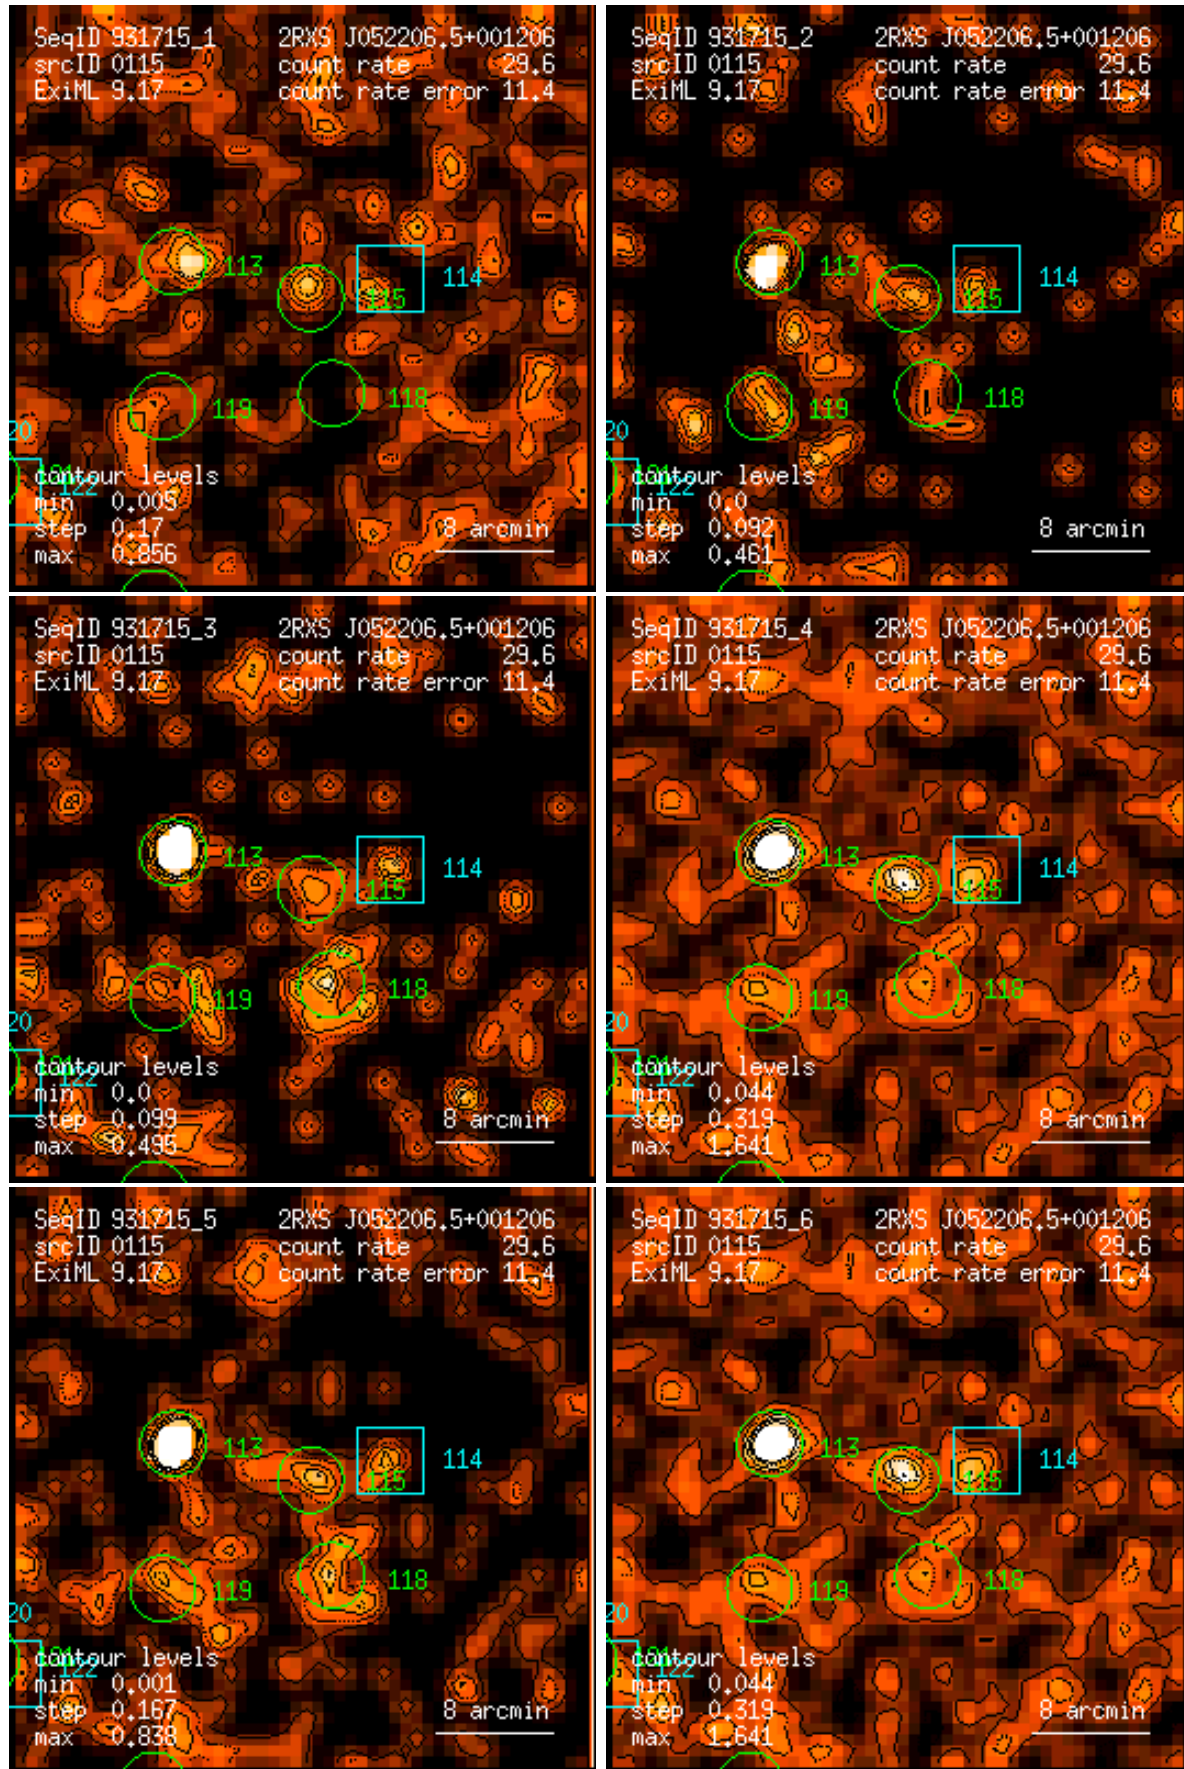 SeqID 931715_1 2RXS J052206.5+001206
srcID 0115 count rate 29.6
ExiML 9.17 count rate error 11.4
113
114
115
118
119
20
122
contour levels
min 0.005
step 0.17
max 0.856
8 arcmin
SeqID 931715_2 2RXS J052206.5+001206
srcID 0115 count rate 29.6
ExiML 9.17 count rate error 11.4
113
114
115
118
119
20
122
contour levels
min 0.0
step 0.092
max 0.461
8 arcmin
SeqID 931715_3 2RXS J052206.5+001206
srcID 0115 count rate 29.6
ExiML 9.17 count rate error 11.4
113
114
115
118
119
20
122
contour levels
min 0.0
step 0.099
max 0.495
8 arcmin
SeqID 931715_4 2RXS J052206.5+001206
srcID 0115 count rate 29.6
ExiML 9.17 count rate error 11.4
113
114
115
118
119
20
122
contour levels
min 0.044
step 0.319
max 1.641
8 arcmin
SeqID 931715_5 2RXS J052206.5+001206
srcID 0115 count rate 29.6
ExiML 9.17 count rate error 11.4
113
114
115
118
119
20
122
contour levels
min 0.001
step 0.167
max 0.838
8 arcmin
SeqID 931715_6 2RXS J052206.5+001206
srcID 0115 count rate 29.6
ExiML 9.17 count rate error 11.4
113
114
115
118
119
20
122
contour levels
min 0.044
step 0.319
max 1.641
8 arcmin